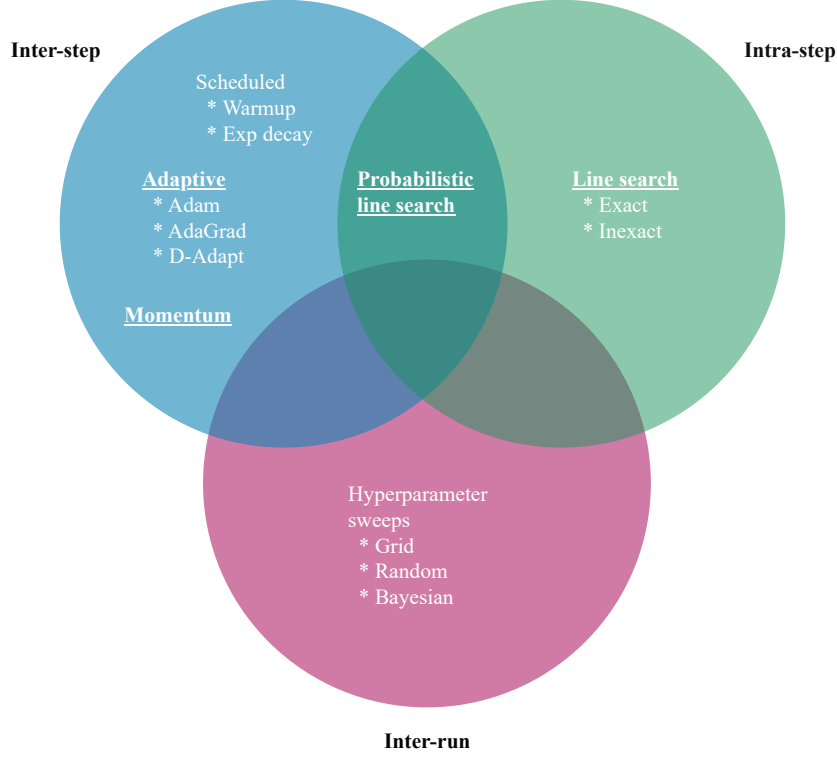 Inter-step
Intra-step
Scheduled
* Warmup
* Exp decay
Adaptive
* Adam
* AdaGrad
* D-Adapt
Momentum
Probabilistic
line search
Line search
* Exact
* Inexact
Hyperparameter
sweeps
* Grid
* Random
* Bayesian
Inter-run